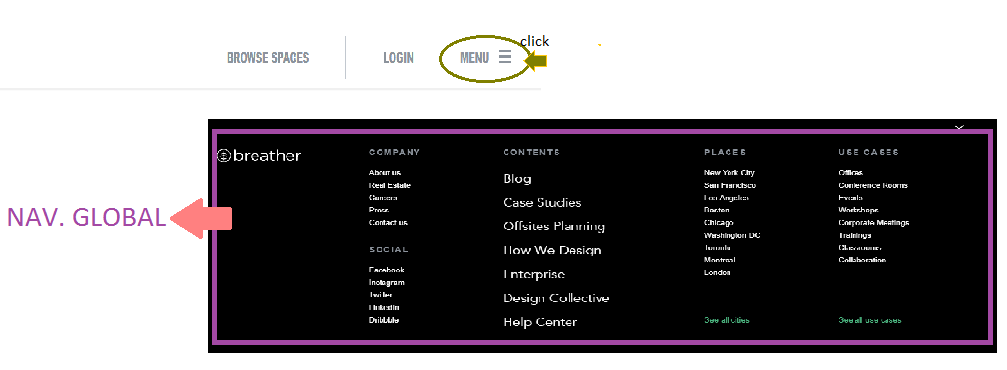 click
BROWSE SPACES LOGIN MENU
NAV. GLOBAL
breather
COMPANY
About us
Real Estate
Careers
Press
Contact us
SOCIAL
Facebook
Instagram
Twitter
LinkedIn
Dribbble
CONTENTS
Blog
Case Studies
Offsites Planning
How We Design
Enterprise
Design Collective
Help Center
PLACES
New York City
San Francisco
Los Angeles
Boston
Chicago
Washington DC
Toronto
Montreal
London
See all cities
USE CASES
Offices
Conference Rooms
Events
Workshops
Corporate Meetings
Trainings
Classrooms
Collaboration
See all use cases